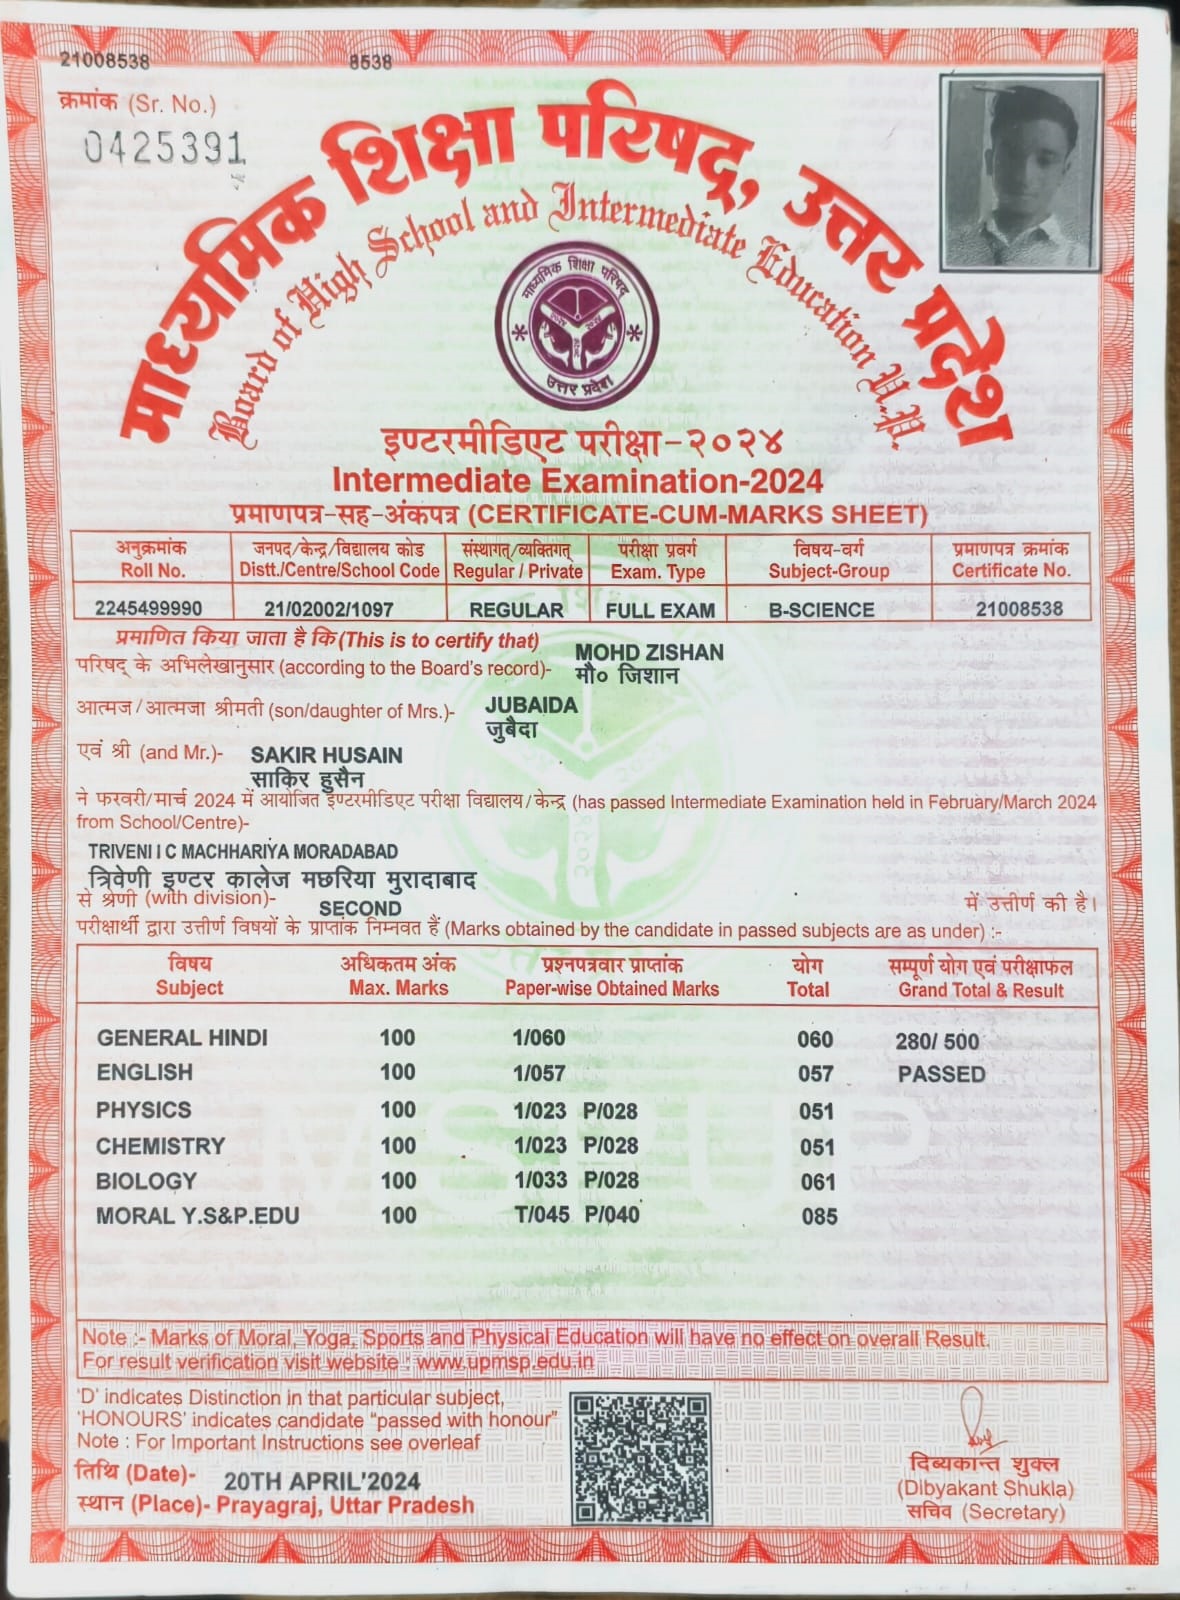 21008538 8538
क्रमांक (Sr. No.)
0425391
माध्यमिक शिक्षा परिषद्, उत्तर प्रदेश
Board of High School and Intermediate Education U.P.
माध्यमिक शिक्षा परिषद्
उत्तर प्रदेश
इण्टरमीडिएट परीक्षा-२०२४
Intermediate Examination-2024
प्रमाणपत्र-सह-अंकपत्र (CERTIFICATE-CUM-MARKS SHEET)
अनुक्रमांक जनपद/केन्द्र/विद्यालय कोड संस्थागत्/व्यक्तिगत् परीक्षा प्रवर्ग विषय-वर्ग प्रमाणपत्र क्रमांक
Roll No. Distt./Centre/School Code Regular / Private Exam. Type Subject-Group Certificate No.
2245499990 21/02002/1097 REGULAR FULL EXAM B-SCIENCE 21008538
प्रमाणित किया जाता है कि (This is to certify that)
MOHD ZISHAN
परिषद् के अभिलेखानुसार (according to the Board's record)- मौ० जिशान
JUBAIDA
आत्मज/आत्मजा श्रीमती (son/daughter of Mrs.)-
जुबैदा
एवं श्री (and Mr.)- SAKIR HUSAIN
साकिर हुसैन
ने फरवरी/मार्च 2024 में आयोजित इण्टरमीडिएट परीक्षा विद्यालय/केन्द्र (has passed Intermediate Examination held in February/March 2024
from School/Centre)-
TRIVENI I C MACHHARIYA MORADABAD
त्रिवेणी इण्टर कालेज मछरिया मुरादाबाद
से श्रेणी (with division)- SECOND में उत्तीर्ण की है।
परीक्षार्थी द्वारा उत्तीर्ण विषयों के प्राप्तांक निम्नवत हैं (Marks obtained by the candidate in passed subjects are as under) :-
विषय अधिकतम अंक प्रश्नपत्रवार प्राप्तांक योग सम्पूर्ण योग एवं परीक्षाफल
Subject Max. Marks Paper-wise Obtained Marks Total Grand Total & Result
GENERAL HINDI 100 1/060 060 280/ 500
ENGLISH 100 1/057 057 PASSED
PHYSICS 100 1/023 P/028 051
CHEMISTRY 100 1/023 P/028 051
BIOLOGY 100 1/033 P/028 061
MORAL Y.S&P.EDU 100 T/045 P/040 085
Note :- Marks of Moral, Yoga, Sports and Physical Education will have no effect on overall Result.
For result verification visit website : www.upmsp.edu.in
'D' indicates Distinction in that particular subject,
'HONOURS' indicates candidate "passed with honour"
Note : For Important Instructions see overleaf
तिथि (Date)- 20TH APRIL'2024
स्थान (Place)- Prayagraj, Uttar Pradesh
दिब्यकान्त शुक्ल
(Dibyakant Shukla)
सचिव (Secretary)